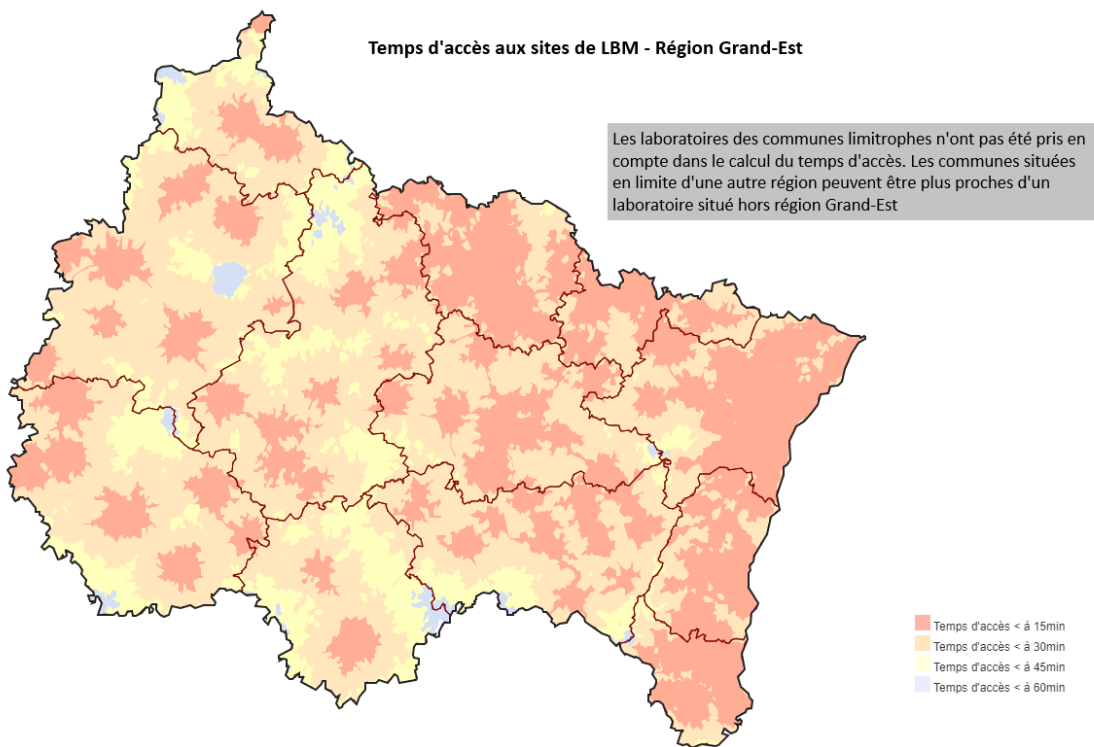 Temps d'accès aux sites de LBM - Région Grand-Est
Les laboratoires des communes limitrophes n'ont pas été pris en
compte dans le calcul du temps d'accès. Les communes situées
en limite d'une autre région peuvent être plus proches d'un
laboratoire situé hors région Grand-Est
Temps d'accès < à 15min
Temps d'accès < à 30min
Temps d'accès < à 45min
Temps d'accès < à 60min